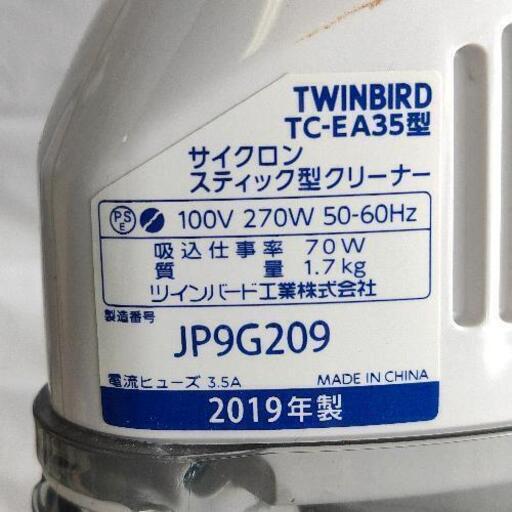 TWINBIRD
TC-EA35型
サイクロン
スティック型クリーナー
PSE 100V 270W 50-60Hz
吸込仕事率 70W
質量 1.7kg
ツインバード工業株式会社
製造番号
JP9G209
電流ヒューズ 3.5A MADE IN CHINA
2019年製